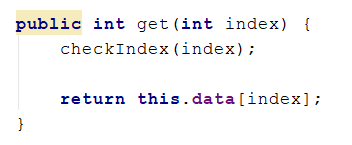 public int get(int index) {
    checkIndex(index);

    return this.data[index];
}